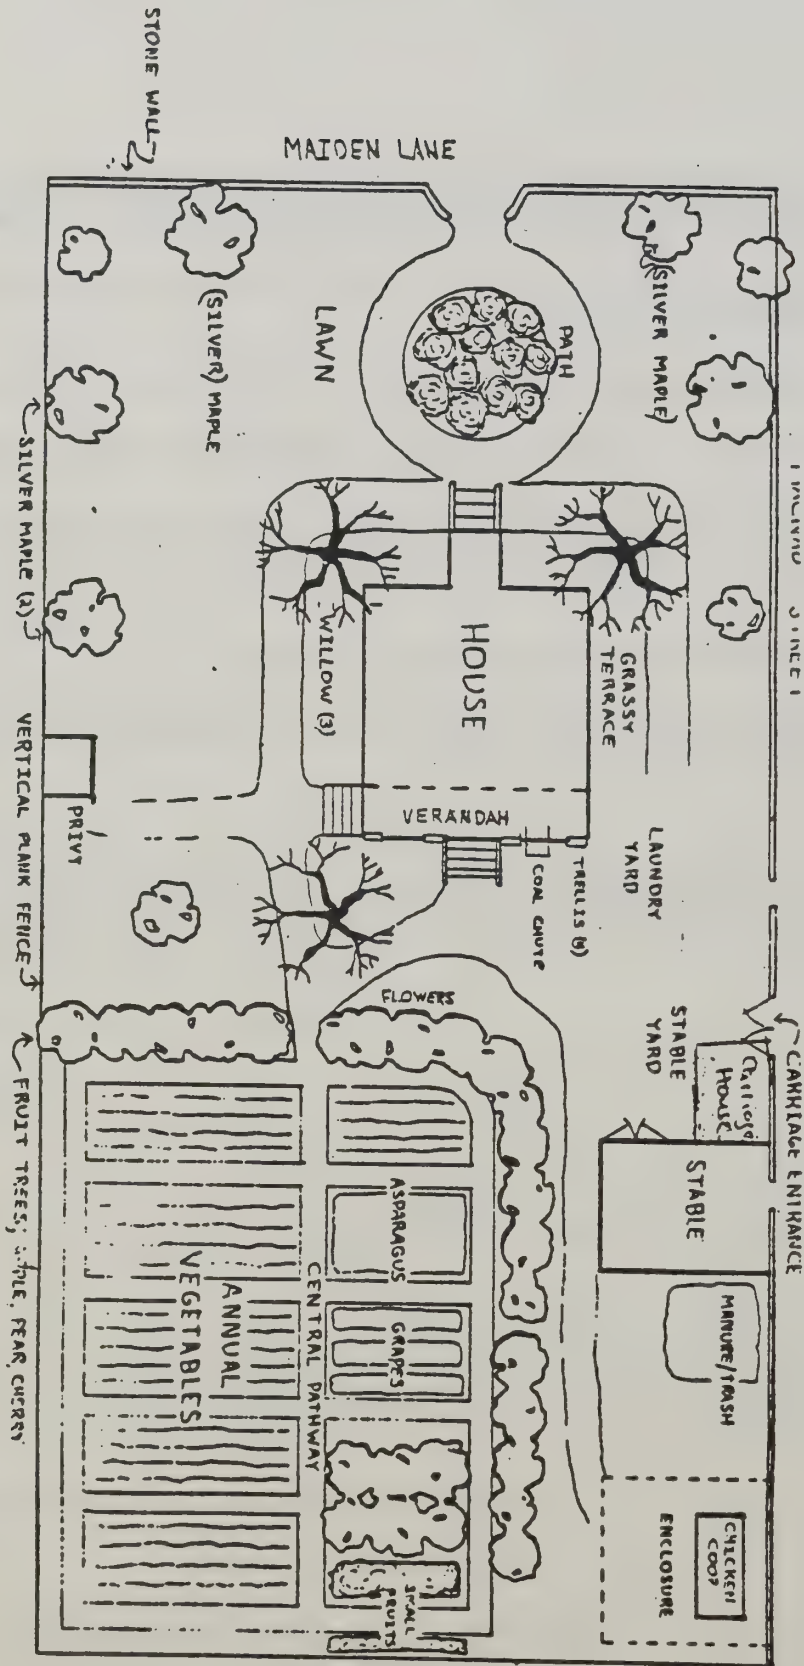 STONE WALL
MAIDEN LANE
(SILVER MAPLE)
PATH
LAWN
(SILVER) MAPLE
SILVER MAPLE (2)
HOUSE
GRASSY
TERRACE
WILLOW (3)
VERANDAH
TRELLIS
COAL CHUTE
LAUNDRY
YARD
PRIVY
VERTICAL PLANK FENCE
CARRIAGE ENTRANCE
STABLE
YARD
Carriage
House
STABLE
FLOWERS
FRUIT TREES; PEAR, CHERRY
ASPARAGUS
GRAPES
CENTRAL PATHWAY
ANNUAL
VEGETABLES
MANURE/TRASH
CHICKEN
COOP
ENCLOSURE
SMALL
FRUITS